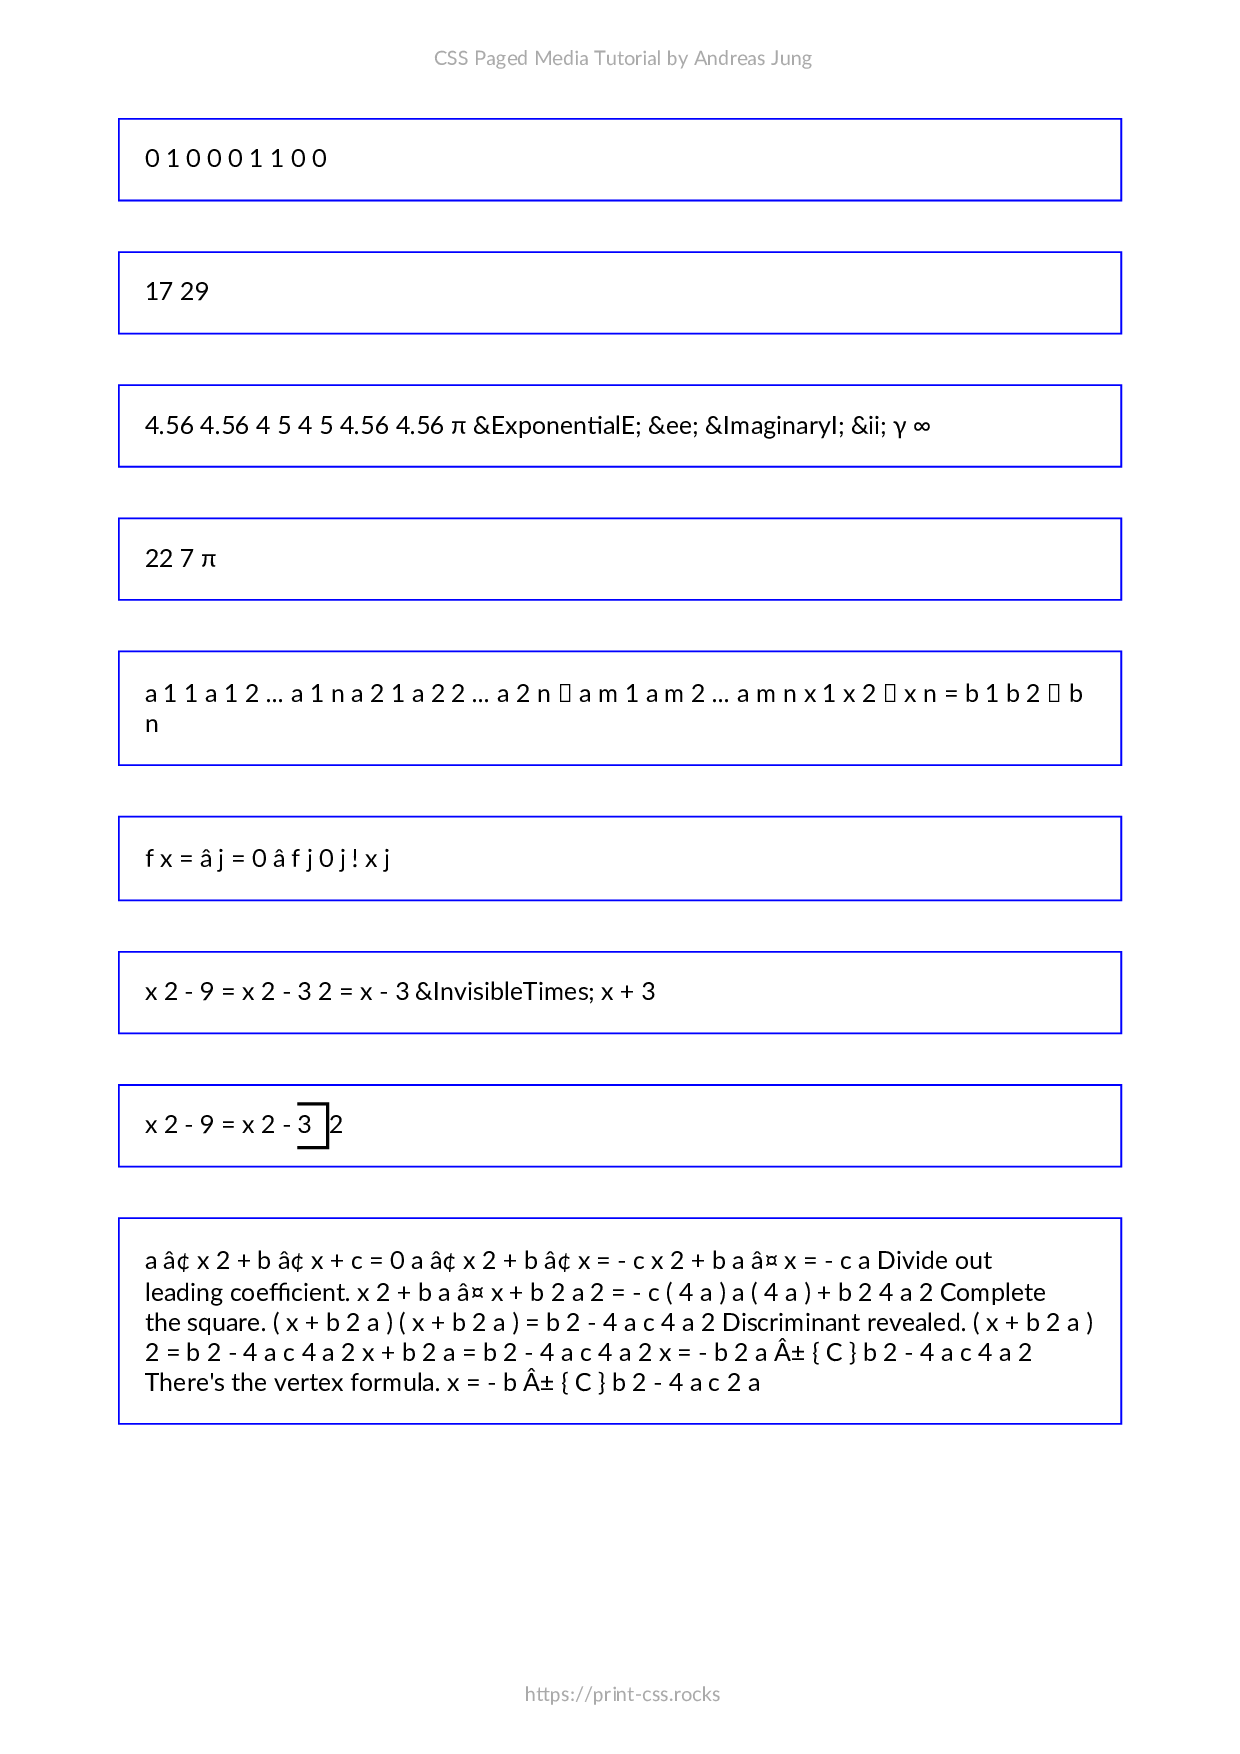 CSS Paged Media Tutorial by Andreas Jung
0 1 0 0 0 1 1 0 0
17 29
4.56 4.56 4 5 4 5 4.56 4.56 π &ExponentialE; &ee; &ImaginaryI; &ii; γ ∞
22 7 π
a 1 1 a 1 2 … a 1 n a 2 1 a 2 2 … a 2 n ▯ a m 1 a m 2 … a m n x 1 x 2 ▯ x n = b 1 b 2 ▯ b
n
f x = â j = 0 â f j 0 j ! x j
x 2 - 9 = x 2 - 3 2 = x - 3 &InvisibleTimes; x + 3
x 2 - 9 = x 2 - 3 2
a â¢ x 2 + b â¢ x + c = 0 a â¢ x 2 + b â¢ x = - c x 2 + b a â¤ x = - c a Divide out
leading coefficient. x 2 + b a â¤ x + b 2 a 2 = - c ( 4 a ) a ( 4 a ) + b 2 4 a 2 Complete
the square. ( x + b 2 a ) ( x + b 2 a ) = b 2 - 4 a c 4 a 2 Discriminant revealed. ( x + b 2 a )
2 = b 2 - 4 a c 4 a 2 x + b 2 a = b 2 - 4 a c 4 a 2 x = - b 2 a Â± { C } b 2 - 4 a c 4 a 2
There's the vertex formula. x = - b Â± { C } b 2 - 4 a c 2 a
https://print-css.rocks